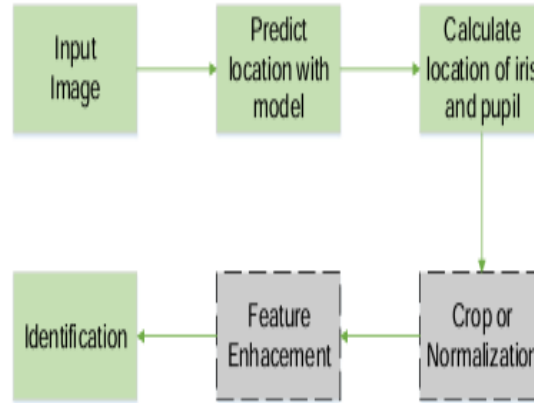 Input
Image
Predict
location with
model
Calculate
location of iris
and pupil
Crop or
Normalization
Feature
Enhacement
Identification